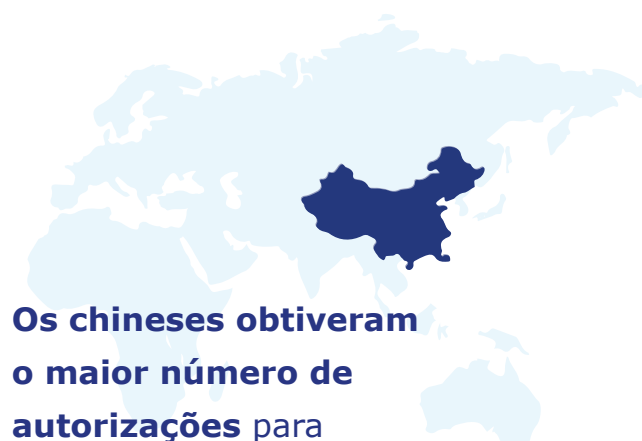 Os chineses obtiveram
o maior número de
autorizações para